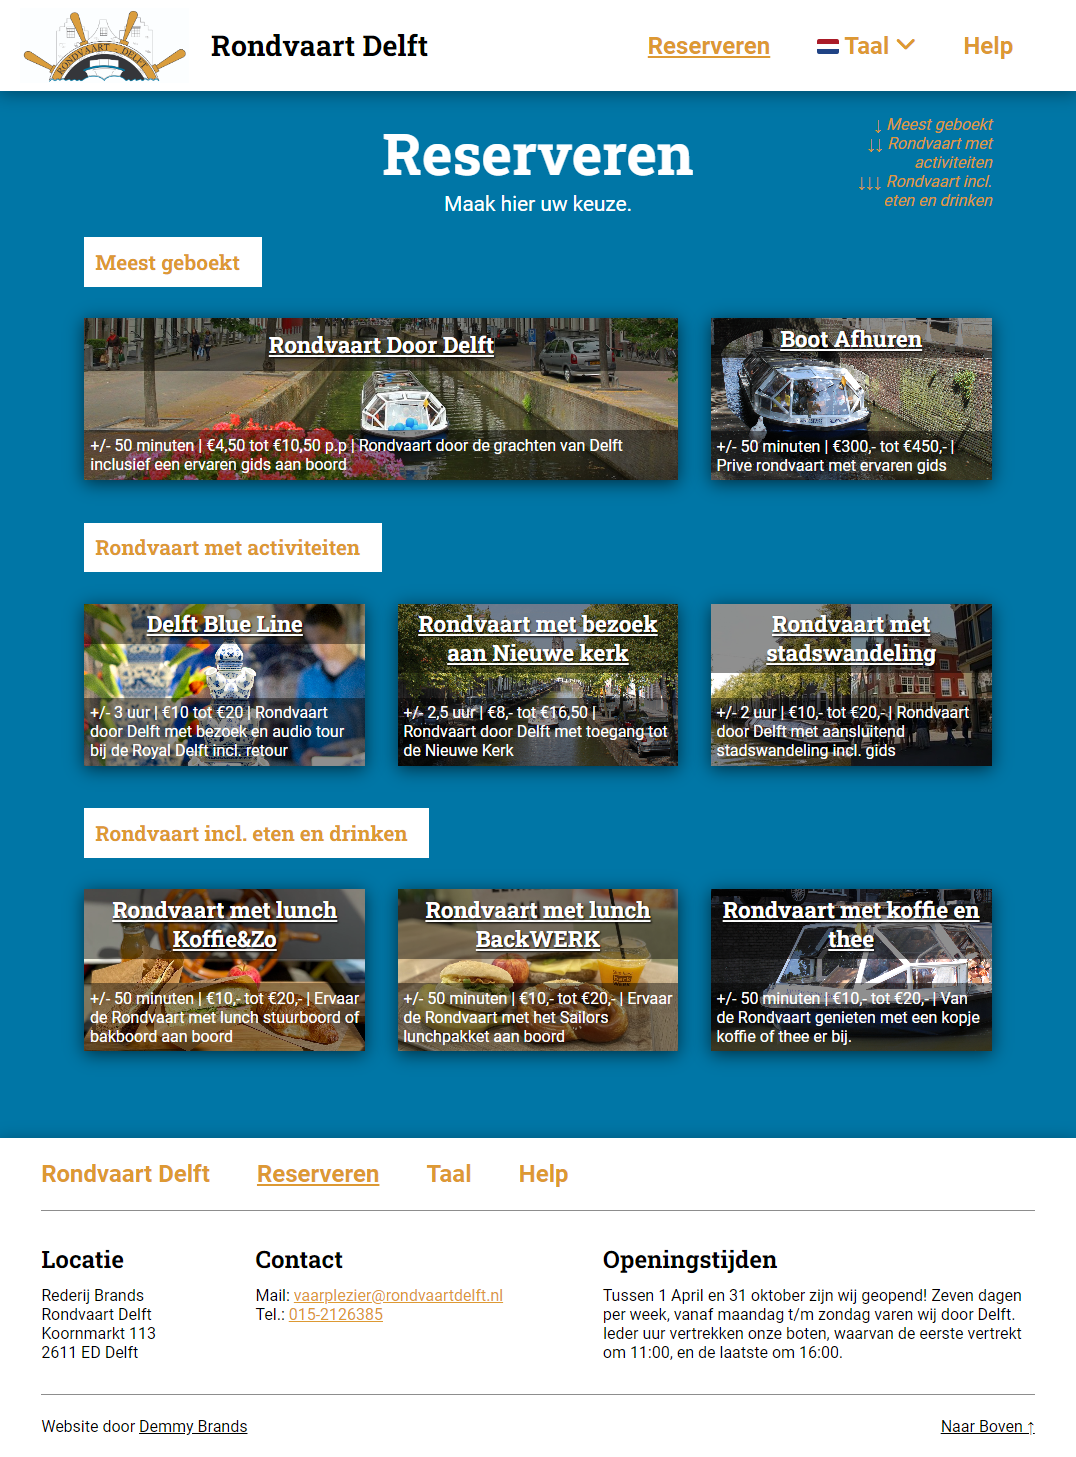 RONDVAART - DELFT
Rondvaart Delft
Reserveren
Taal
Help
Reserveren
Maak hier uw keuze.
↓ Meest geboekt
↓↓ Rondvaart met
activiteiten
↓↓↓ Rondvaart incl.
eten en drinken
Meest geboekt
Rondvaart Door Delft
+/- 50 minuten | €4,50 tot €10,50 p.p | Rondvaart door de grachten van Delft
inclusief een ervaren gids aan boord
Boot Afhuren
+/- 50 minuten | €300,- tot €450,- |
Prive rondvaart met ervaren gids
Rondvaart met activiteiten
Delft Blue Line
+/- 3 uur | €10 tot €20 | Rondvaart
door Delft met bezoek en audio tour
bij de Royal Delft incl. retour
Rondvaart met bezoek
aan Nieuwe kerk
+/- 2,5 uur | €8,- tot €16,50 |
Rondvaart door Delft met toegang tot
de Nieuwe Kerk
Rondvaart met
stadswandeling
+/- 2 uur | €10,- tot €20,- | Rondvaart
door Delft met aansluitend
stadswandeling incl. gids
Rondvaart incl. eten en drinken
Rondvaart met lunch
Koffie&Zo
+/- 50 minuten | €10,- tot €20,- | Ervaar
de Rondvaart met lunch stuurboord of
bakboord aan boord
Rondvaart met lunch
BackWERK
+/- 50 minuten | €10,- tot €20,- | Ervaar
de Rondvaart met het Sailors
lunchpakket aan boord
Rondvaart met koffie en
thee
+/- 50 minuten | €10,- tot €20,- | Van
de Rondvaart genieten met een kopje
koffie of thee er bij.
Rondvaart Delft
Reserveren
Taal
Help
Locatie
Rederij Brands
Rondvaart Delft
Koornmarkt 113
2611 ED Delft
Contact
Mail: vaarplezier@rondvaartdelft.nl
Tel.: 015-2126385
Openingstijden
Tussen 1 April en 31 oktober zijn wij geopend! Zeven dagen
per week, vanaf maandag t/m zondag varen wij door Delft.
Ieder uur vertrekken onze boten, waarvan de eerste vertrekt
om 11:00, en de laatste om 16:00.
Website door Demmy Brands
Naar Boven ↑